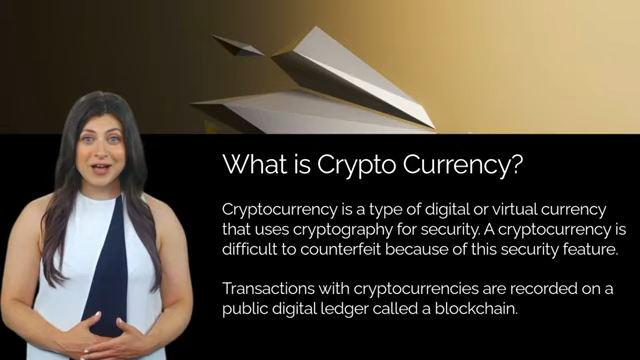 What is Crypto Currency?
Cryptocurrency is a type of digital or virtual currency
that uses cryptography for security. A cryptocurrency is
difficult to counterfeit because of this security feature.
Transactions with cryptocurrencies are recorded on a
public digital ledger called a blockchain.